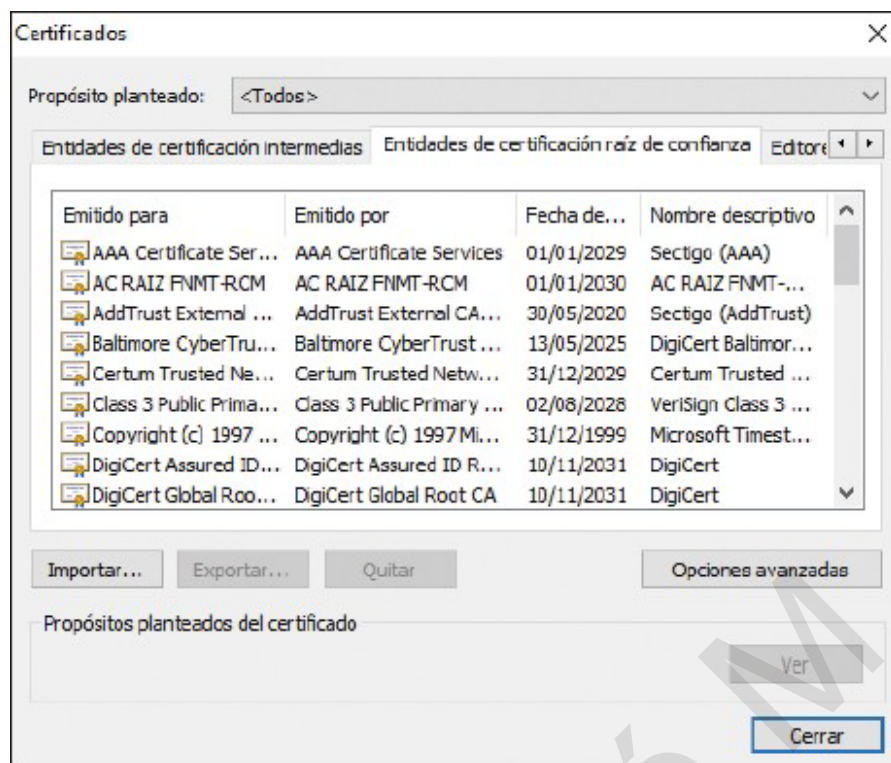 Certificados
Propósito planteado: <Todos>
Entidades de certificación intermedias Entidades de certificación raíz de confianza Editore
Emitido para Emitido por Fecha de... Nombre descriptivo
AAA Certificate Ser... AAA Certificate Services 01/01/2029 Sectigo (AAA)
AC RAIZ FNMT-RCM AC RAIZ FNMT-RCM 01/01/2030 AC RAIZ FNMT-...
AddTrust External ... AddTrust External CA... 30/05/2020 Sectigo (AddTrust)
Baltimore CyberTru... Baltimore CyberTrust ... 13/05/2025 DigiCert Baltimor...
Certum Trusted Ne... Certum Trusted Netw... 31/12/2029 Certum Trusted ...
Class 3 Public Prima... Class 3 Public Primary ... 02/08/2028 VeriSign Class 3 ...
Copyright (c) 1997 ... Copyright (c) 1997 Mi... 31/12/1999 Microsoft Timest...
DigiCert Assured ID... DigiCert Assured ID R... 10/11/2031 DigiCert
DigiCert Global Roo... DigiCert Global Root CA 10/11/2031 DigiCert
Importar... Exportar... Quitar Opciones avanzadas
Propósitos planteados del certificado
Ver
Cerrar